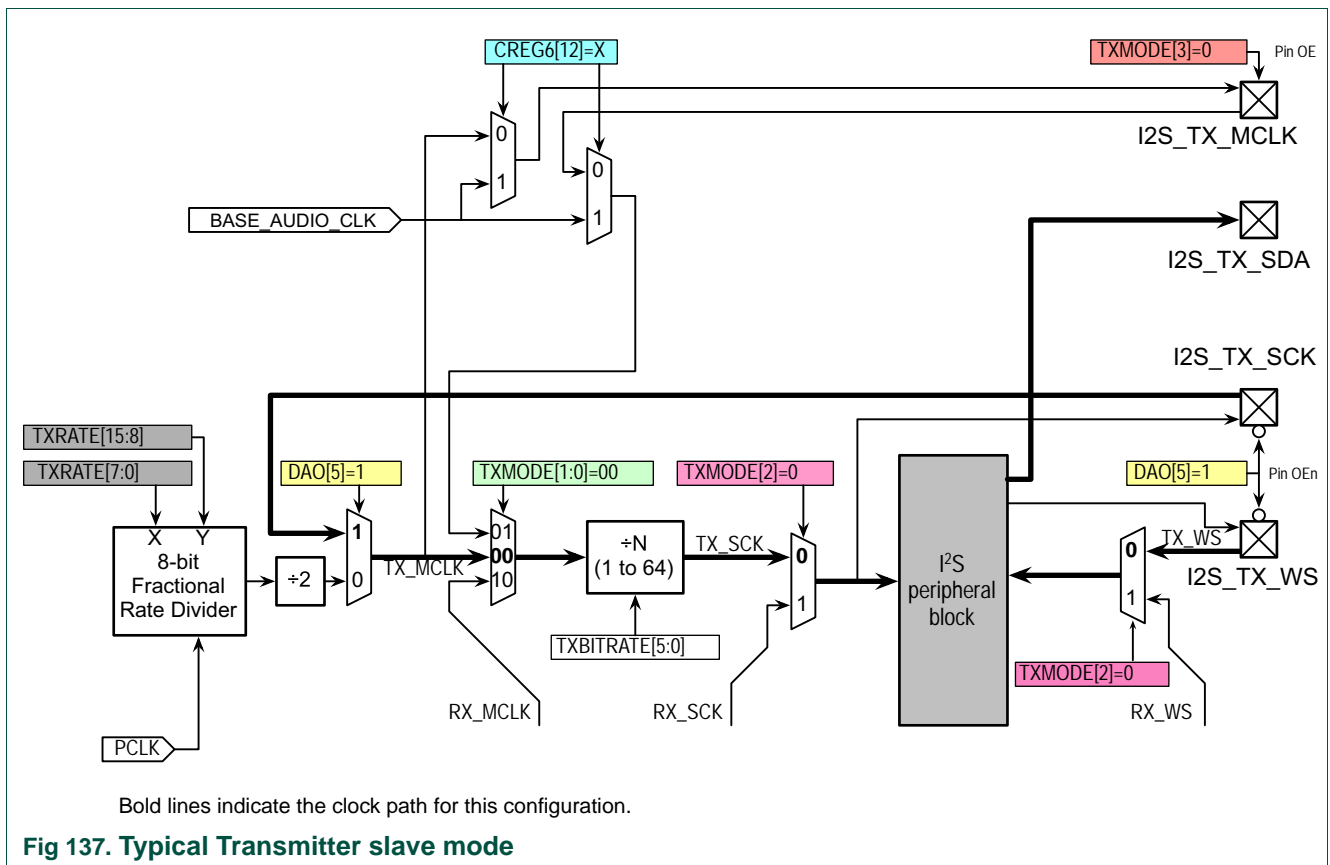 CREG6[12]=X
TXMODE[3]=0
Pin OE
0
1
I2S_TX_MCLK
0
1
BASE_AUDIO_CLK
I2S_TX_SDA
I2S_TX_SCK
TXRATE[15:8]
TXRATE[7:0]
DAO[5]=1
TXMODE[1:0]=00
TXMODE[2]=0
DAO[5]=1
Pin OEn
X
Y
8-bit
Fractional
Rate Divider
÷2
1
0
TX_MCLK
01
00
10
÷N
(1 to 64)
TX_SCK
0
1
I²S
peripheral
block
0
1
TX_WS
I2S_TX_WS
TXBITRATE[5:0]
TXMODE[2]=0
RX_MCLK
RX_SCK
RX_WS
PCLK
Bold lines indicate the clock path for this configuration.
Fig 137. Typical Transmitter slave mode